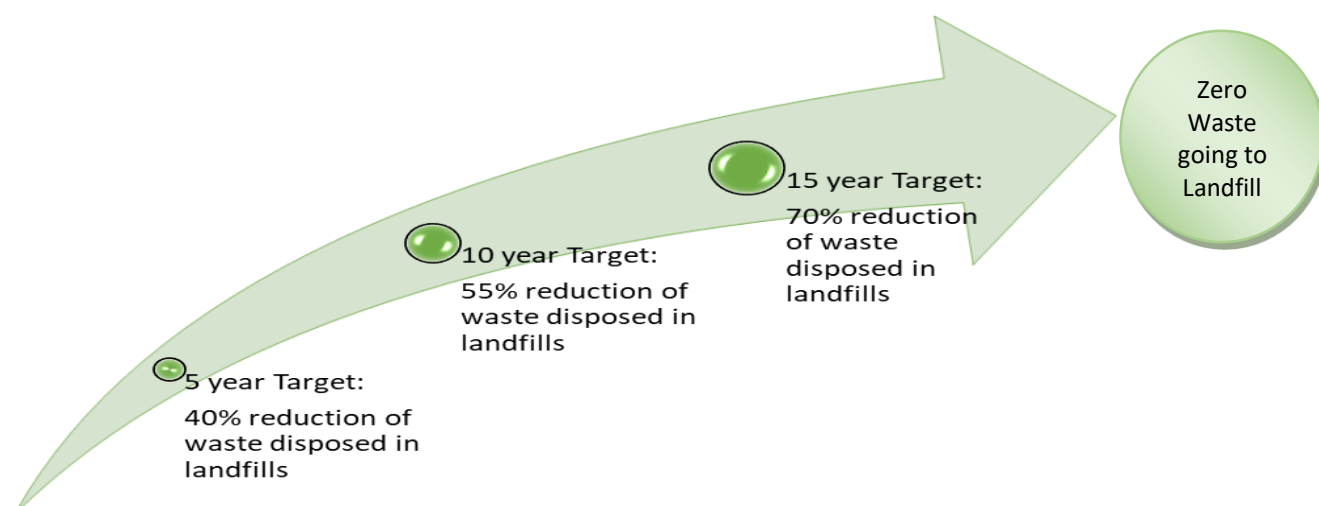 5 year Target:
40% reduction of
waste disposed in
landfills
10 year Target:
55% reduction of
waste disposed in
landfills
15 year Target:
70% reduction
of waste
disposed in
landfills
Zero
Waste
going to
Landfill